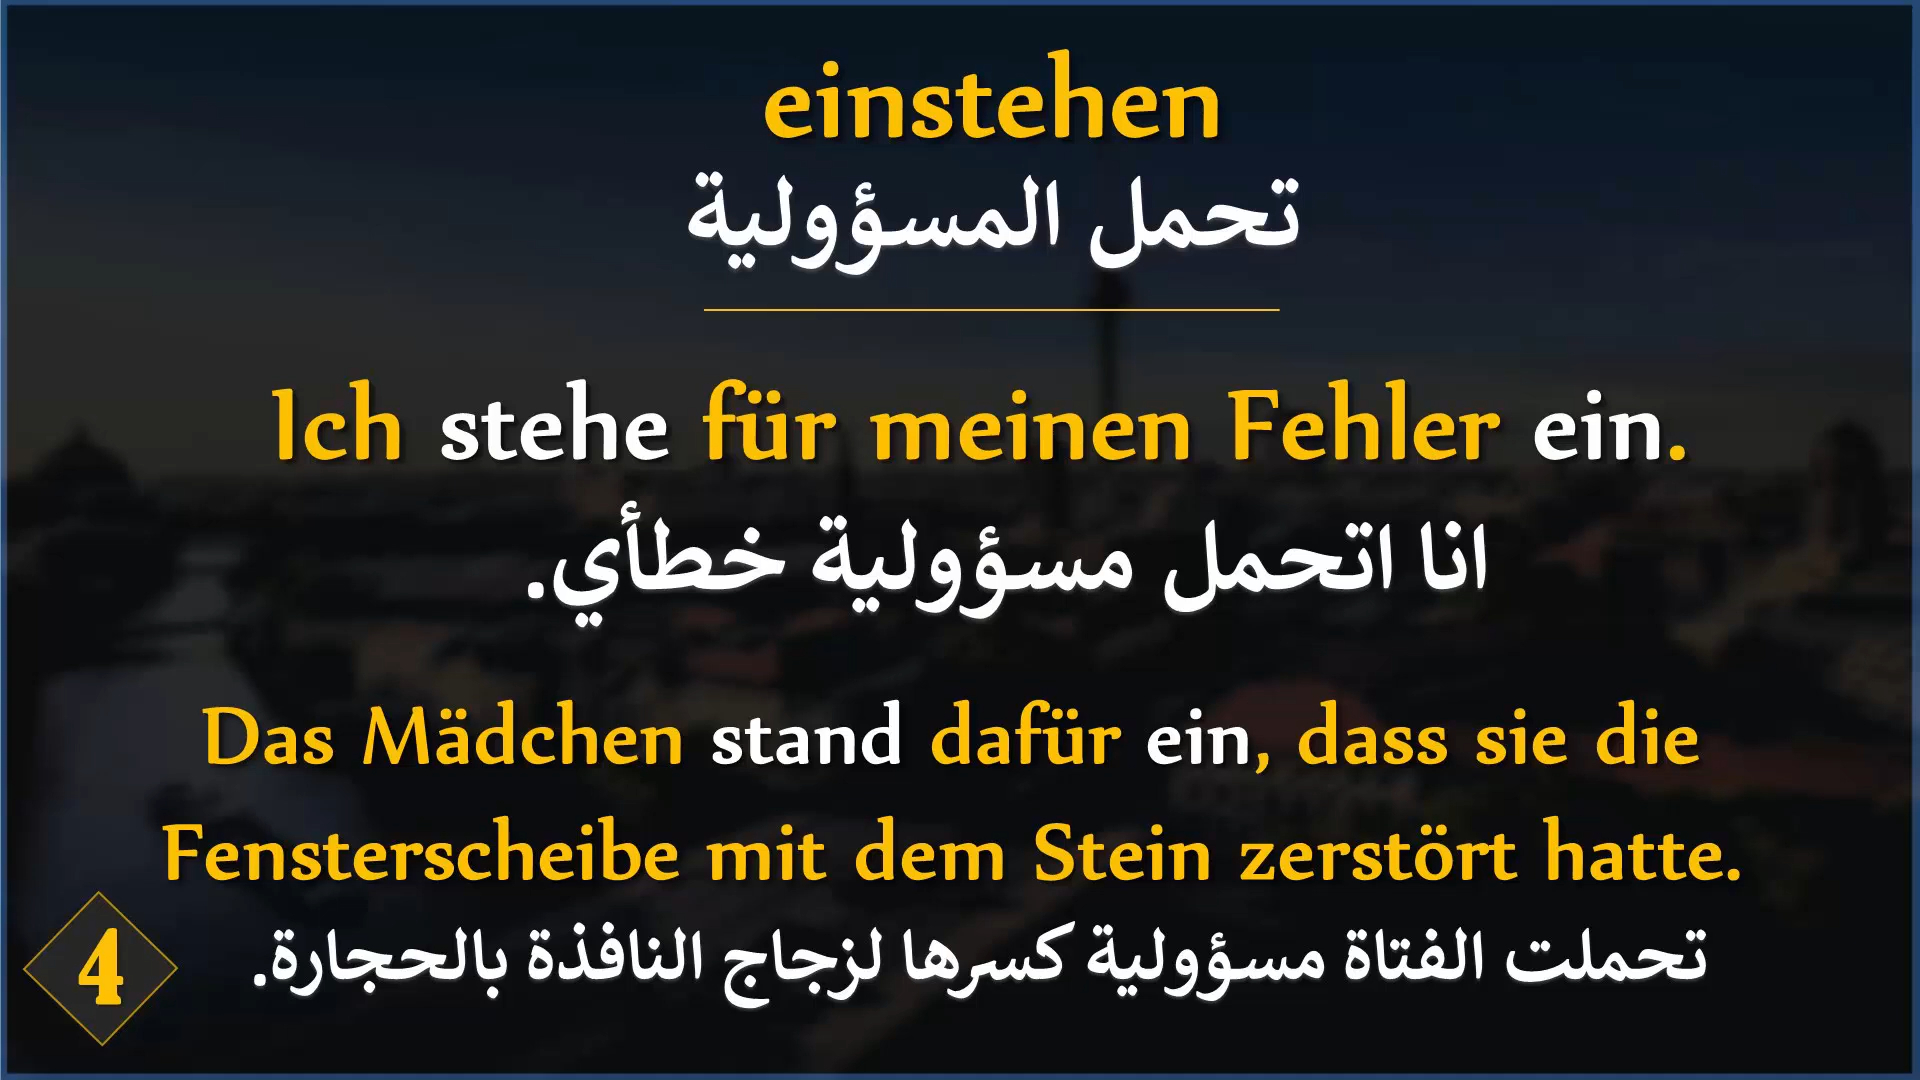 einstehen
تحمل المسؤولية
Ich stehe für meinen Fehler ein.
انا اتحمل مسؤولية خطأي.
Das Mädchen stand dafür ein, dass sie die
Fensterscheibe mit dem Stein zerstört hatte.
تحملت الفتاة مسؤولية كسرها لزجاج النافذة بالحجارة.
4